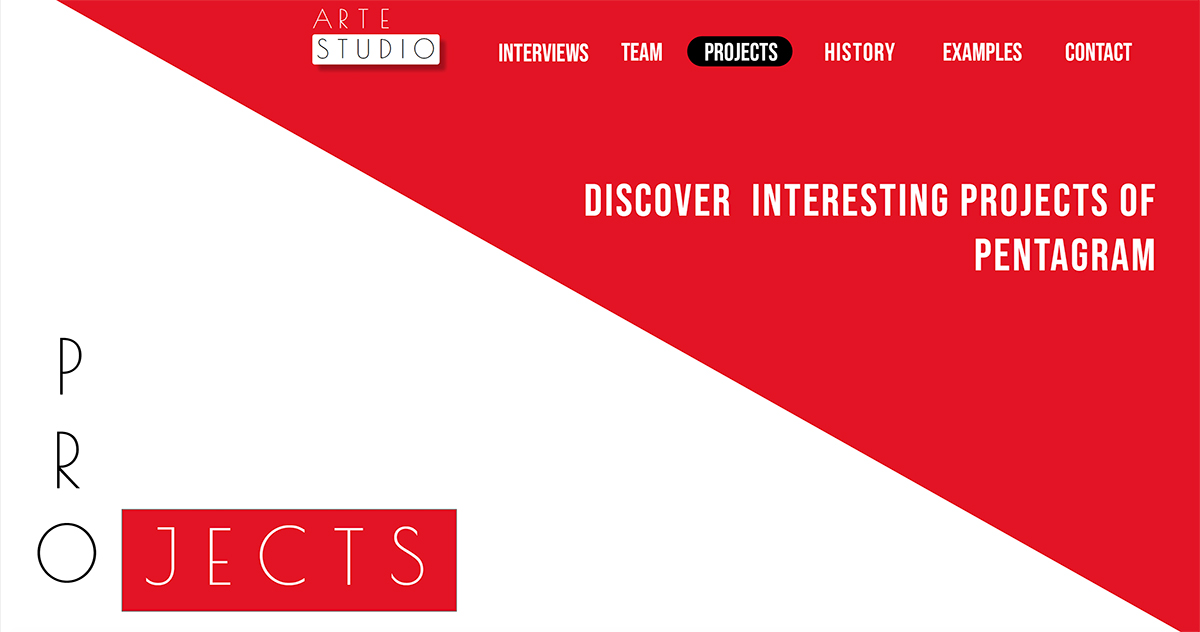 ARTE
STUDIO
INTERVIEWS TEAM PROJECTS HISTORY EXAMPLES CONTACT
DISCOVER INTERESTING PROJECTS OF
PENTAGRAM
P
R
O JECTS